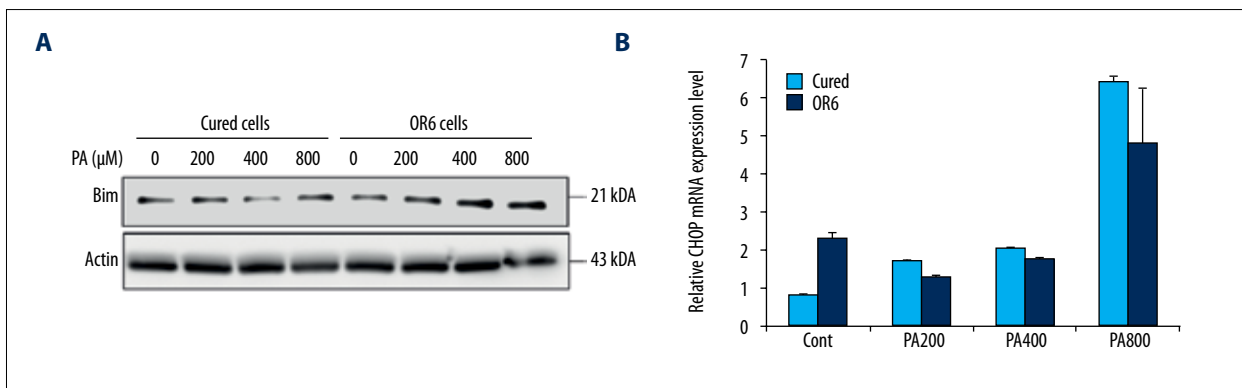 A
Cured cells OR6 cells
PA (µM) 0 200 400 800 0 200 400 800
Bim 21 kDA
Actin 43 kDA
B
Relative CHOP mRNA expression level
7
6
5
4
3
2
1
0
Cured
OR6
Cont PA200 PA400 PA800